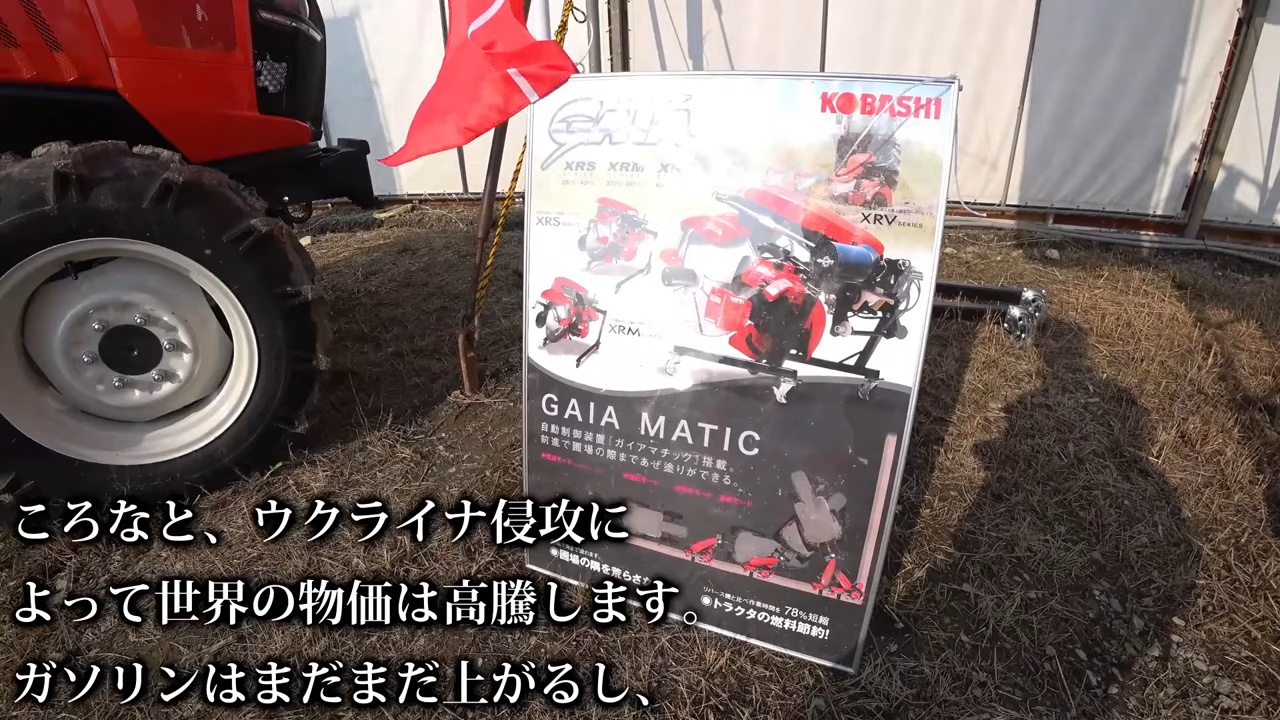 KOBASHI
XRS XRM
XRV SERIES
XRS SERIES
XRM
GAIA MATIC
自動制御装置「ガイアマチック」搭載。
前進で圃場の際まであぜ塗りができる。
●圃場の隅を荒らさな
リバース機と比べ作業時間を 78%短縮
●トラクタの燃料節約!
ころなと、ウクライナ侵攻に
よって世界の物価は高騰します。
ガソリンはまだまだ上がるし、